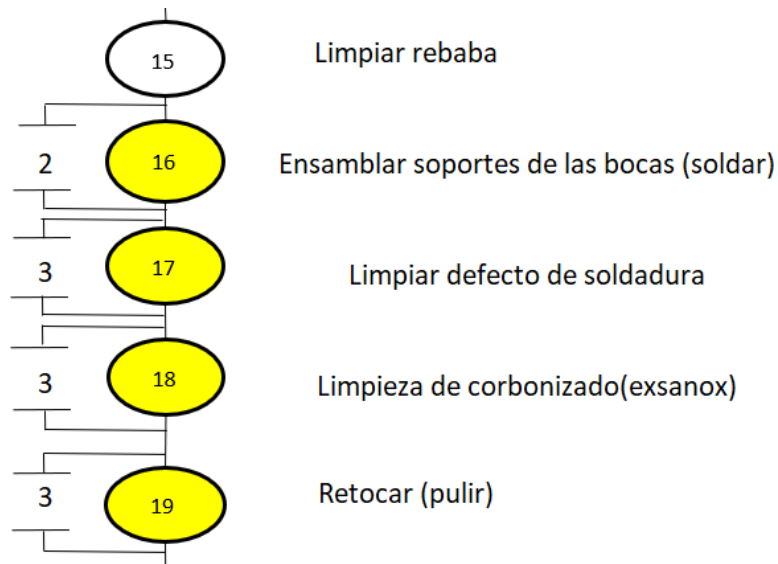 15 Limpiar rebaba
2 16 Ensamblar soportes de las bocas (soldar)
3 17 Limpiar defecto de soldadura
3 18 Limpieza de corbonizado(exsanox)
3 19 Retocar (pulir)